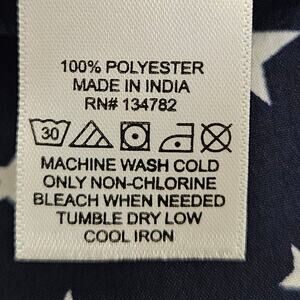 100% POLYESTER
MADE IN INDIA
RN# 134782
30
MACHINE WASH COLD
ONLY NON-CHLORINE
BLEACH WHEN NEEDED
TUMBLE DRY LOW
COOL IRON